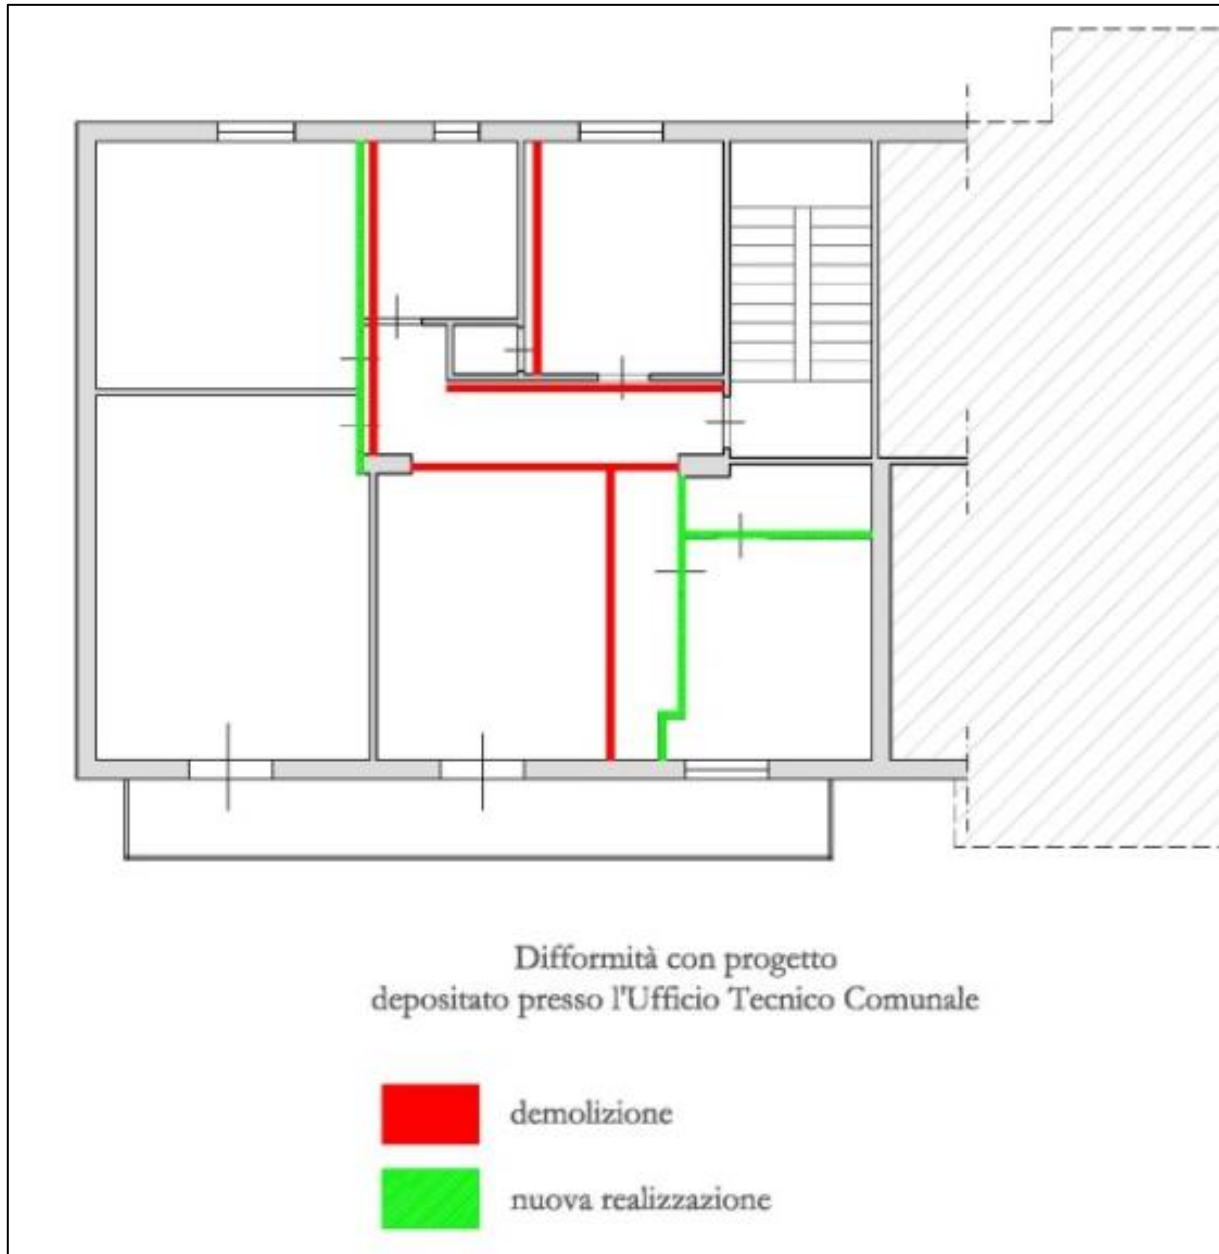 Difformità con progetto
depositato presso l'Ufficio Tecnico Comunale
demolizione
nuova realizzazione